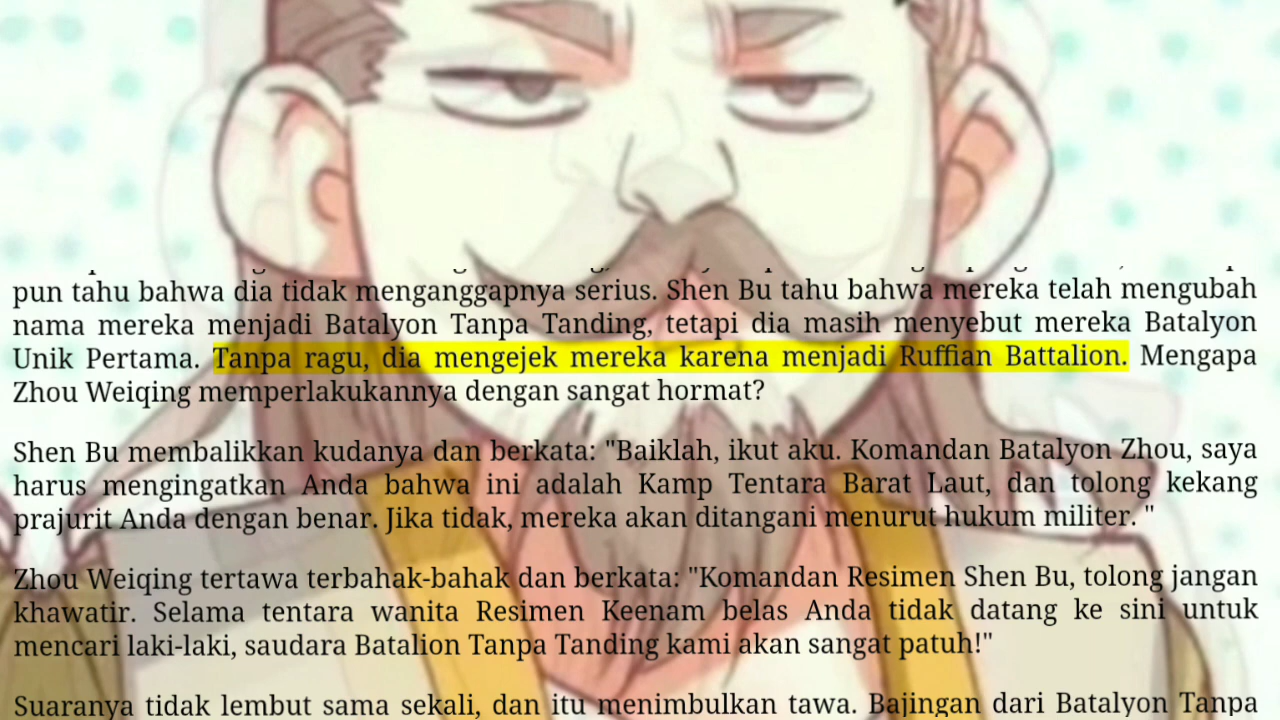 pun tahu bahwa dia tidak menganggapnya serius. Shen Bu tahu bahwa mereka telah mengubah
nama mereka menjadi Batalyon Tanpa Tanding, tetapi dia masih menyebut mereka Batalyon
Unik Pertama. Tanpa ragu, dia mengejek mereka karena menjadi Ruffian Battalion. Mengapa
Zhou Weiqing memperlakukannya dengan sangat hormat?
Shen Bu membalikkan kudanya dan berkata: "Baiklah, ikut aku. Komandan Batalyon Zhou, saya
harus mengingatkan Anda bahwa ini adalah Kamp Tentara Barat Laut, dan tolong kekang
prajurit Anda dengan benar. Jika tidak, mereka akan ditangani menurut hukum militer. "
Zhou Weiqing tertawa terbahak-bahak dan berkata: "Komandan Resimen Shen Bu, tolong jangan
khawatir. Selama tentara wanita Resimen Keenam belas Anda tidak datang ke sini untuk
mencari laki-laki, saudara Batalion Tanpa Tanding kami akan sangat patuh!"
Suaranya tidak lembut sama sekali, dan itu menimbulkan tawa. Bajingan dari Batalyon Tanpa